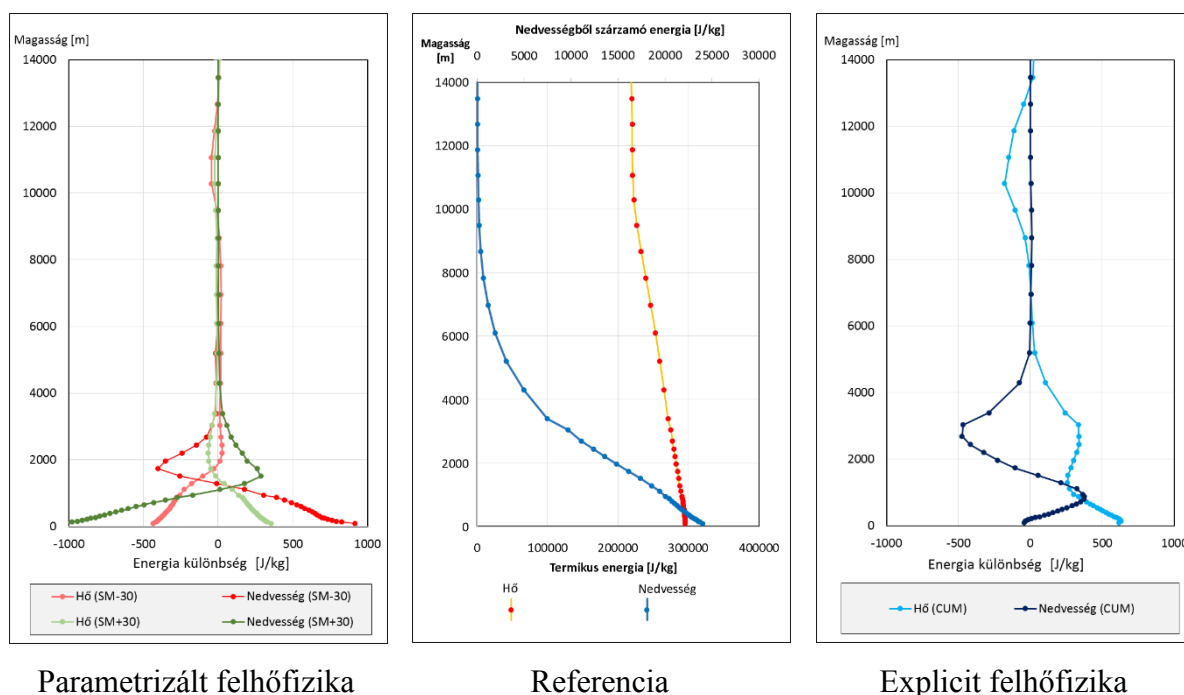 Magasság [m]
14000
12000
10000
8000
6000
4000
2000
0
-1000 -500 0 500 1000
Energia különbség [J/kg]
Hő (SM-30) Nedvesség (SM-30)
Hő (SM+30) Nedvesség (SM+30)
Parametrizált felhőfizika
Nedvességből szárzamó energia [J/kg]
Magasság
[m]
0 5000 10000 15000 20000 25000 30000
14000
12000
10000
8000
6000
4000
2000
0
0 100000 200000 300000 400000
Termikus energia [J/kg]
Hő Nedvesség
Referencia
Magasság [m]
14000
12000
10000
8000
6000
4000
2000
0
-1000 -500 0 500 1000
Energia különbség [J/kg]
Hő (CUM) Nedvesség (CUM)
Explicit felhőfizika